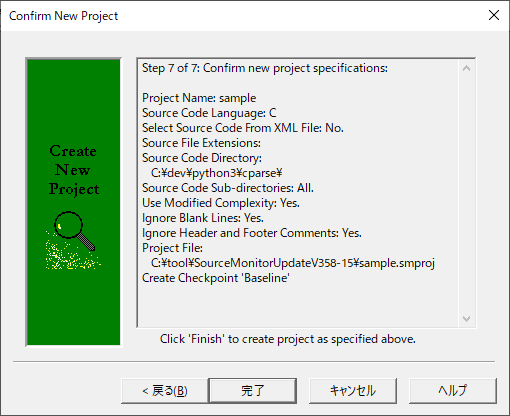 Confirm New Project
Create
New
Project
Step 7 of 7: Confirm new project specifications:
Project Name: sample
Source Code Language: C
Select Source Code From XML File: No.
Source File Extensions:
Source Code Directory:
C:¥dev¥python3¥cparse¥
Source Code Sub-directories: All.
Use Modified Complexity: Yes.
Ignore Blank Lines: Yes.
Ignore Header and Footer Comments: Yes.
Project File:
C:¥tool¥SourceMonitorUpdateV358-15¥sample.smproj
Create Checkpoint 'Baseline'
Click 'Finish' to create project as specified above.
< 戻る(B)
完了
キャンセル
ヘルプ